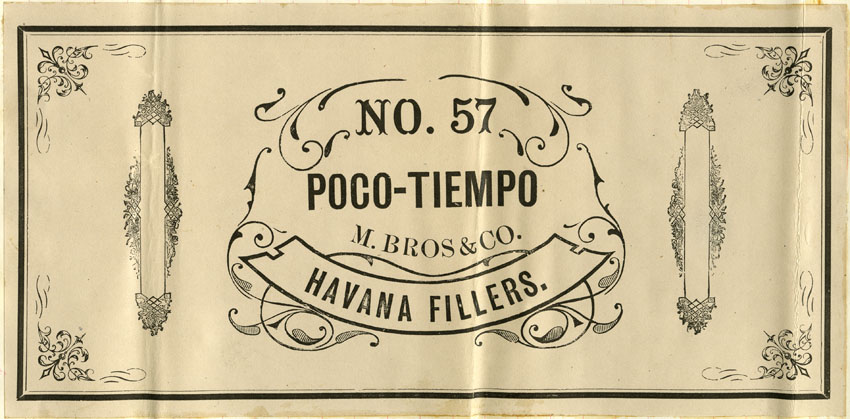 NO. 57
POCO-TIEMPO
M. BROS & CO.
HAVANA FILLERS.